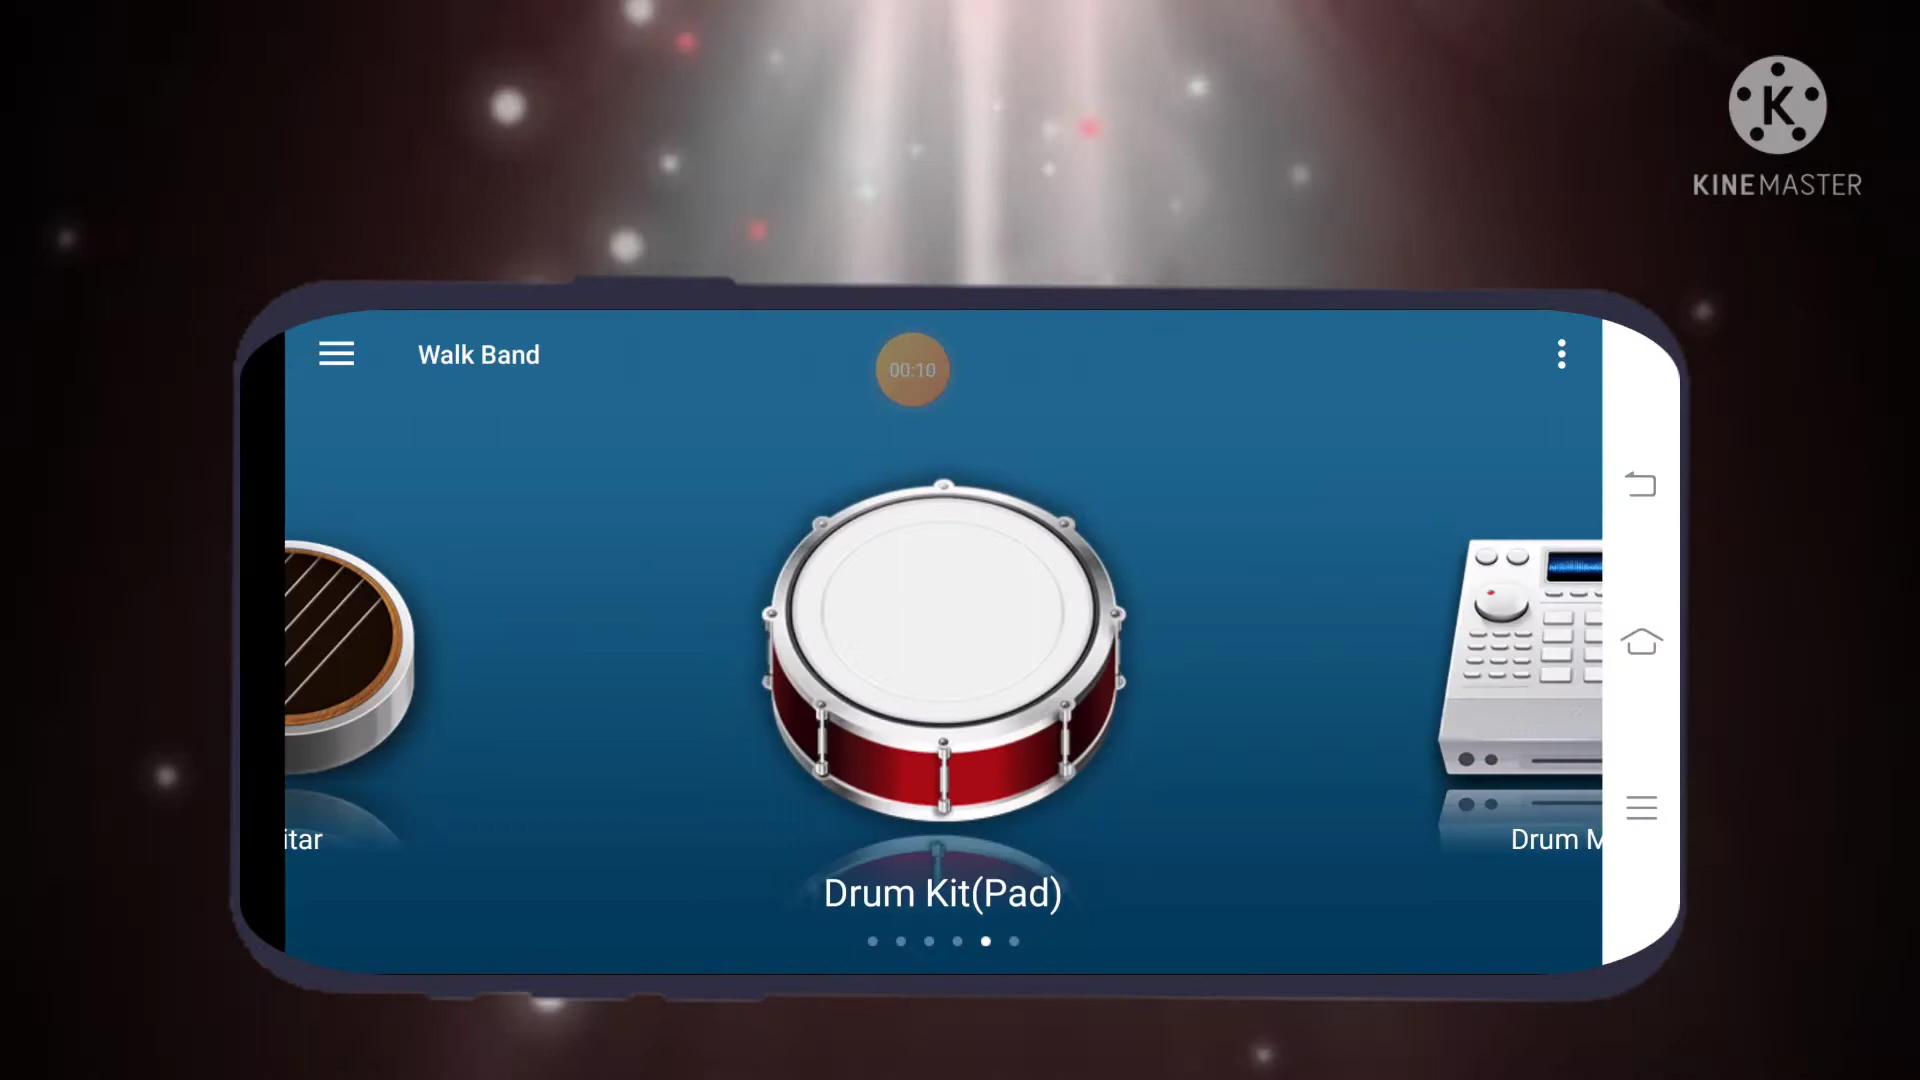 K
KINEMASTER
Walk Band
00:10
itar
Drum M
Drum Kit(Pad)